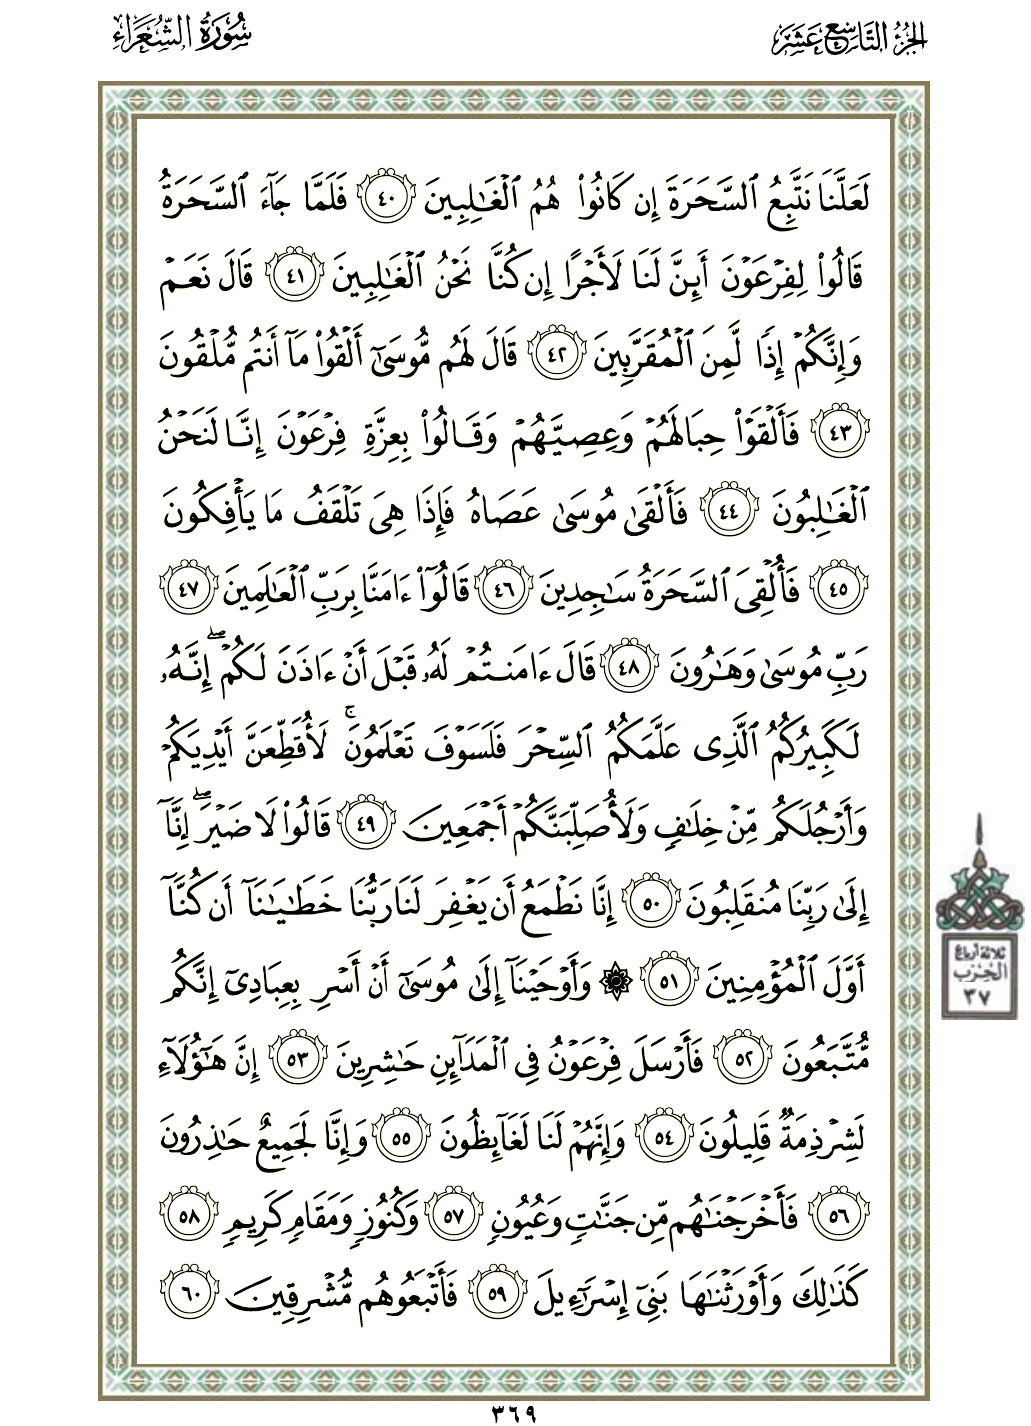 الجزء التاسع عشر
سورة الشعراء
لَعَلَّنَا نَتَّبِعُ ٱلسَّحَرَةَ إِن كَانُوا۟ هُمُ ٱلْغَـٰلِبِينَ ٤٠ فَلَمَّا جَآءَ ٱلسَّحَرَةُ
قَالُوا۟ لِفِرْعَوْنَ أَئِنَّ لَنَا لَأَجْرًا إِن كُنَّا نَحْنُ ٱلْغَـٰلِبِينَ ٤١ قَالَ نَعَمْ
وَإِنَّكُمْ إِذًا لَّمِنَ ٱلْمُقَرَّبِينَ ٤٢ قَالَ لَهُم مُّوسَىٰٓ أَلْقُوا۟ مَآ أَنتُم مُّلْقُونَ
٤٣ فَأَلْقَوْا۟ حِبَالَهُمْ وَعِصِيَّهُمْ وَقَالُوا۟ بِعِزَّةِ فِرْعَوْنَ إِنَّا لَنَحْنُ
ٱلْغَـٰلِبُونَ ٤٤ فَأَلْقَىٰ مُوسَىٰ عَصَاهُ فَإِذَا هِىَ تَلْقَفُ مَا يَأْفِكُونَ
٤٥ فَأُلْقِىَ ٱلسَّحَرَةُ سَـٰجِدِينَ ٤٦ قَالُوٓا۟ ءَامَنَّا بِرَبِّ ٱلْعَـٰلَمِينَ ٤٧
رَبِّ مُوسَىٰ وَهَـٰرُونَ ٤٨ قَالَ ءَامَنتُمْ لَهُۥ قَبْلَ أَنْ ءَاذَنَ لَكُمْ ۖ إِنَّهُۥ
لَكَبِيرُكُمُ ٱلَّذِى عَلَّمَكُمُ ٱلسِّحْرَ فَلَسَوْفَ تَعْلَمُونَ ۚ لَأُقَطِّعَنَّ أَيْدِيَكُمْ
وَأَرْجُلَكُم مِّنْ خِلَـٰفٍ وَلَأُصَلِّبَنَّكُمْ أَجْمَعِينَ ٤٩ قَالُوا۟ لَا ضَيْرَ ۖ إِنَّآ
إِلَىٰ رَبِّنَا مُنقَلِبُونَ ٥٠ إِنَّا نَطْمَعُ أَن يَغْفِرَ لَنَا رَبُّنَا خَطَـٰيَـٰنَآ أَن كُنَّآ
أَوَّلَ ٱلْمُؤْمِنِينَ ٥١ ۞ وَأَوْحَيْنَآ إِلَىٰ مُوسَىٰٓ أَنْ أَسْرِ بِعِبَادِىٓ إِنَّكُم
مُّتَّبَعُونَ ٥٢ فَأَرْسَلَ فِرْعَوْنُ فِى ٱلْمَدَآئِنِ حَـٰشِرِينَ ٥٣ إِنَّ هَـٰٓؤُلَآءِ
لَشِرْذِمَةٌ قَلِيلُونَ ٥٤ وَإِنَّهُمْ لَنَا لَغَآئِظُونَ ٥٥ وَإِنَّا لَجَمِيعٌ حَـٰذِرُونَ
٥٦ فَأَخْرَجْنَـٰهُم مِّن جَنَّـٰتٍ وَعُيُونٍ ٥٧ وَكُنُوزٍ وَمَقَامٍ كَرِيمٍ ٥٨
كَذَٰلِكَ وَأَوْرَثْنَـٰهَا بَنِىٓ إِسْرَٰٓءِيلَ ٥٩ فَأَتْبَعُوهُم مُّشْرِقِينَ ٦٠
ثلاثة أرباع
الحزب
٣٧
٣٦٩